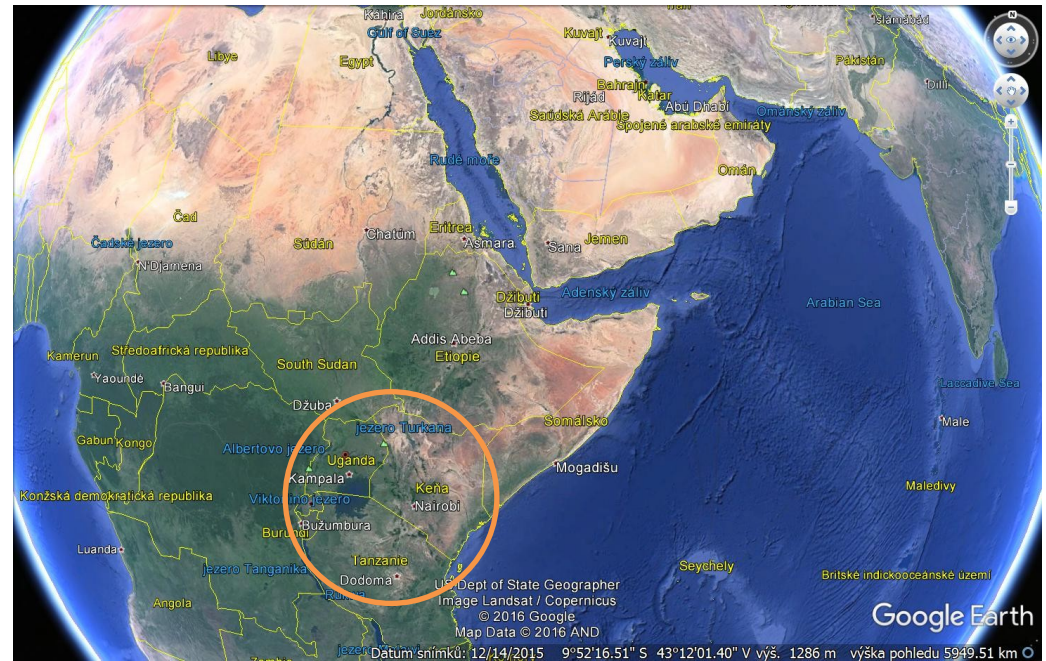 Kahira
Jordánsko
Gulf of Suez
Kuvajt
Kuvajt
Islamabád
Libye
Egypt
Perský záliv
Pákistán
Bahrajn
Rijád
Katar
Abú Dhabí
Dillí
Saúdská Arábie
Spojené arabské emiráty
Ománský záliv
Rudé moře
Omán
N
Čad
Súdán
Chatúm
Eritrea
Asmara
Saná
Jemen
Čadské jezero
N'Djamena
Džibuti
Džibuti
Adenský záliv
Arabian Sea
Addis Abeba
Etiopie
Kamerun
Středoafrická republika
South Sudan
Yaoundé
Bangui
Laccadive Sea
Džuba
jezero Turkana
Somálsko
Male
Gabun
Kongo
Albertovo jezero
Uganda
Mogadišu
Kampala
Keňa
Maledivy
Konžská demokratická republika
Viktoriino jezero
Nairobi
Bužumbura
Burundi
Luanda
Tanzanie
Seychely
jezero Tanganika
Dodoma
Britské indickooceánské území
Angola
US Dept of State Geographer
Image Landsat / Copernicus
© 2016 Google
Map Data © 2016 AND
Google Earth
Datum snímků: 12/14/2015 9°52'16.51" S 43°12'01.40" V výš. 1286 m výška pohledu 5949.51 km